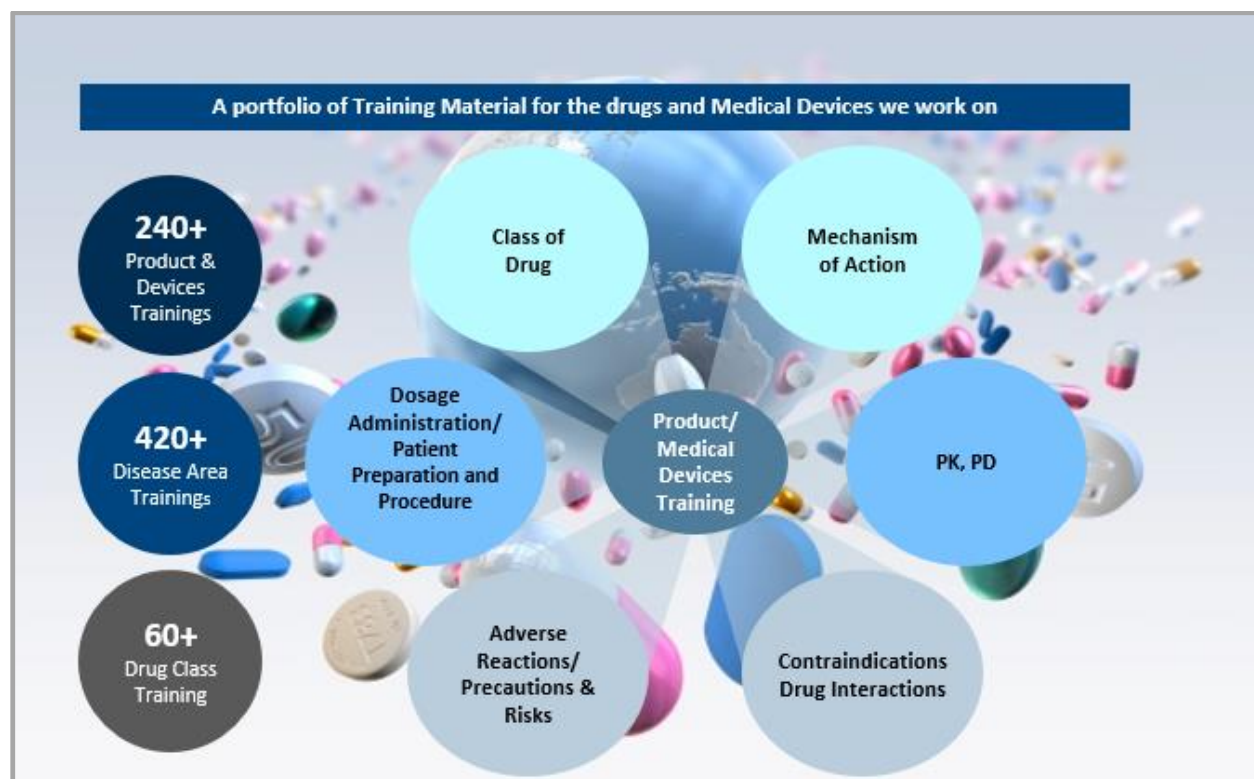 A portfolio of Training Material for the drugs and Medical Devices we work on
240+
Product &
Devices
Trainings
Class of
Drug
Mechanism
of Action
420+
Disease Area
Trainings
Dosage
Administration/
Patient
Preparation and
Procedure
Product/
Medical
Devices
Training
PK, PD
60+
Drug Class
Training
Adverse
Reactions/
Precautions &
Risks
Contraindications
Drug Interactions